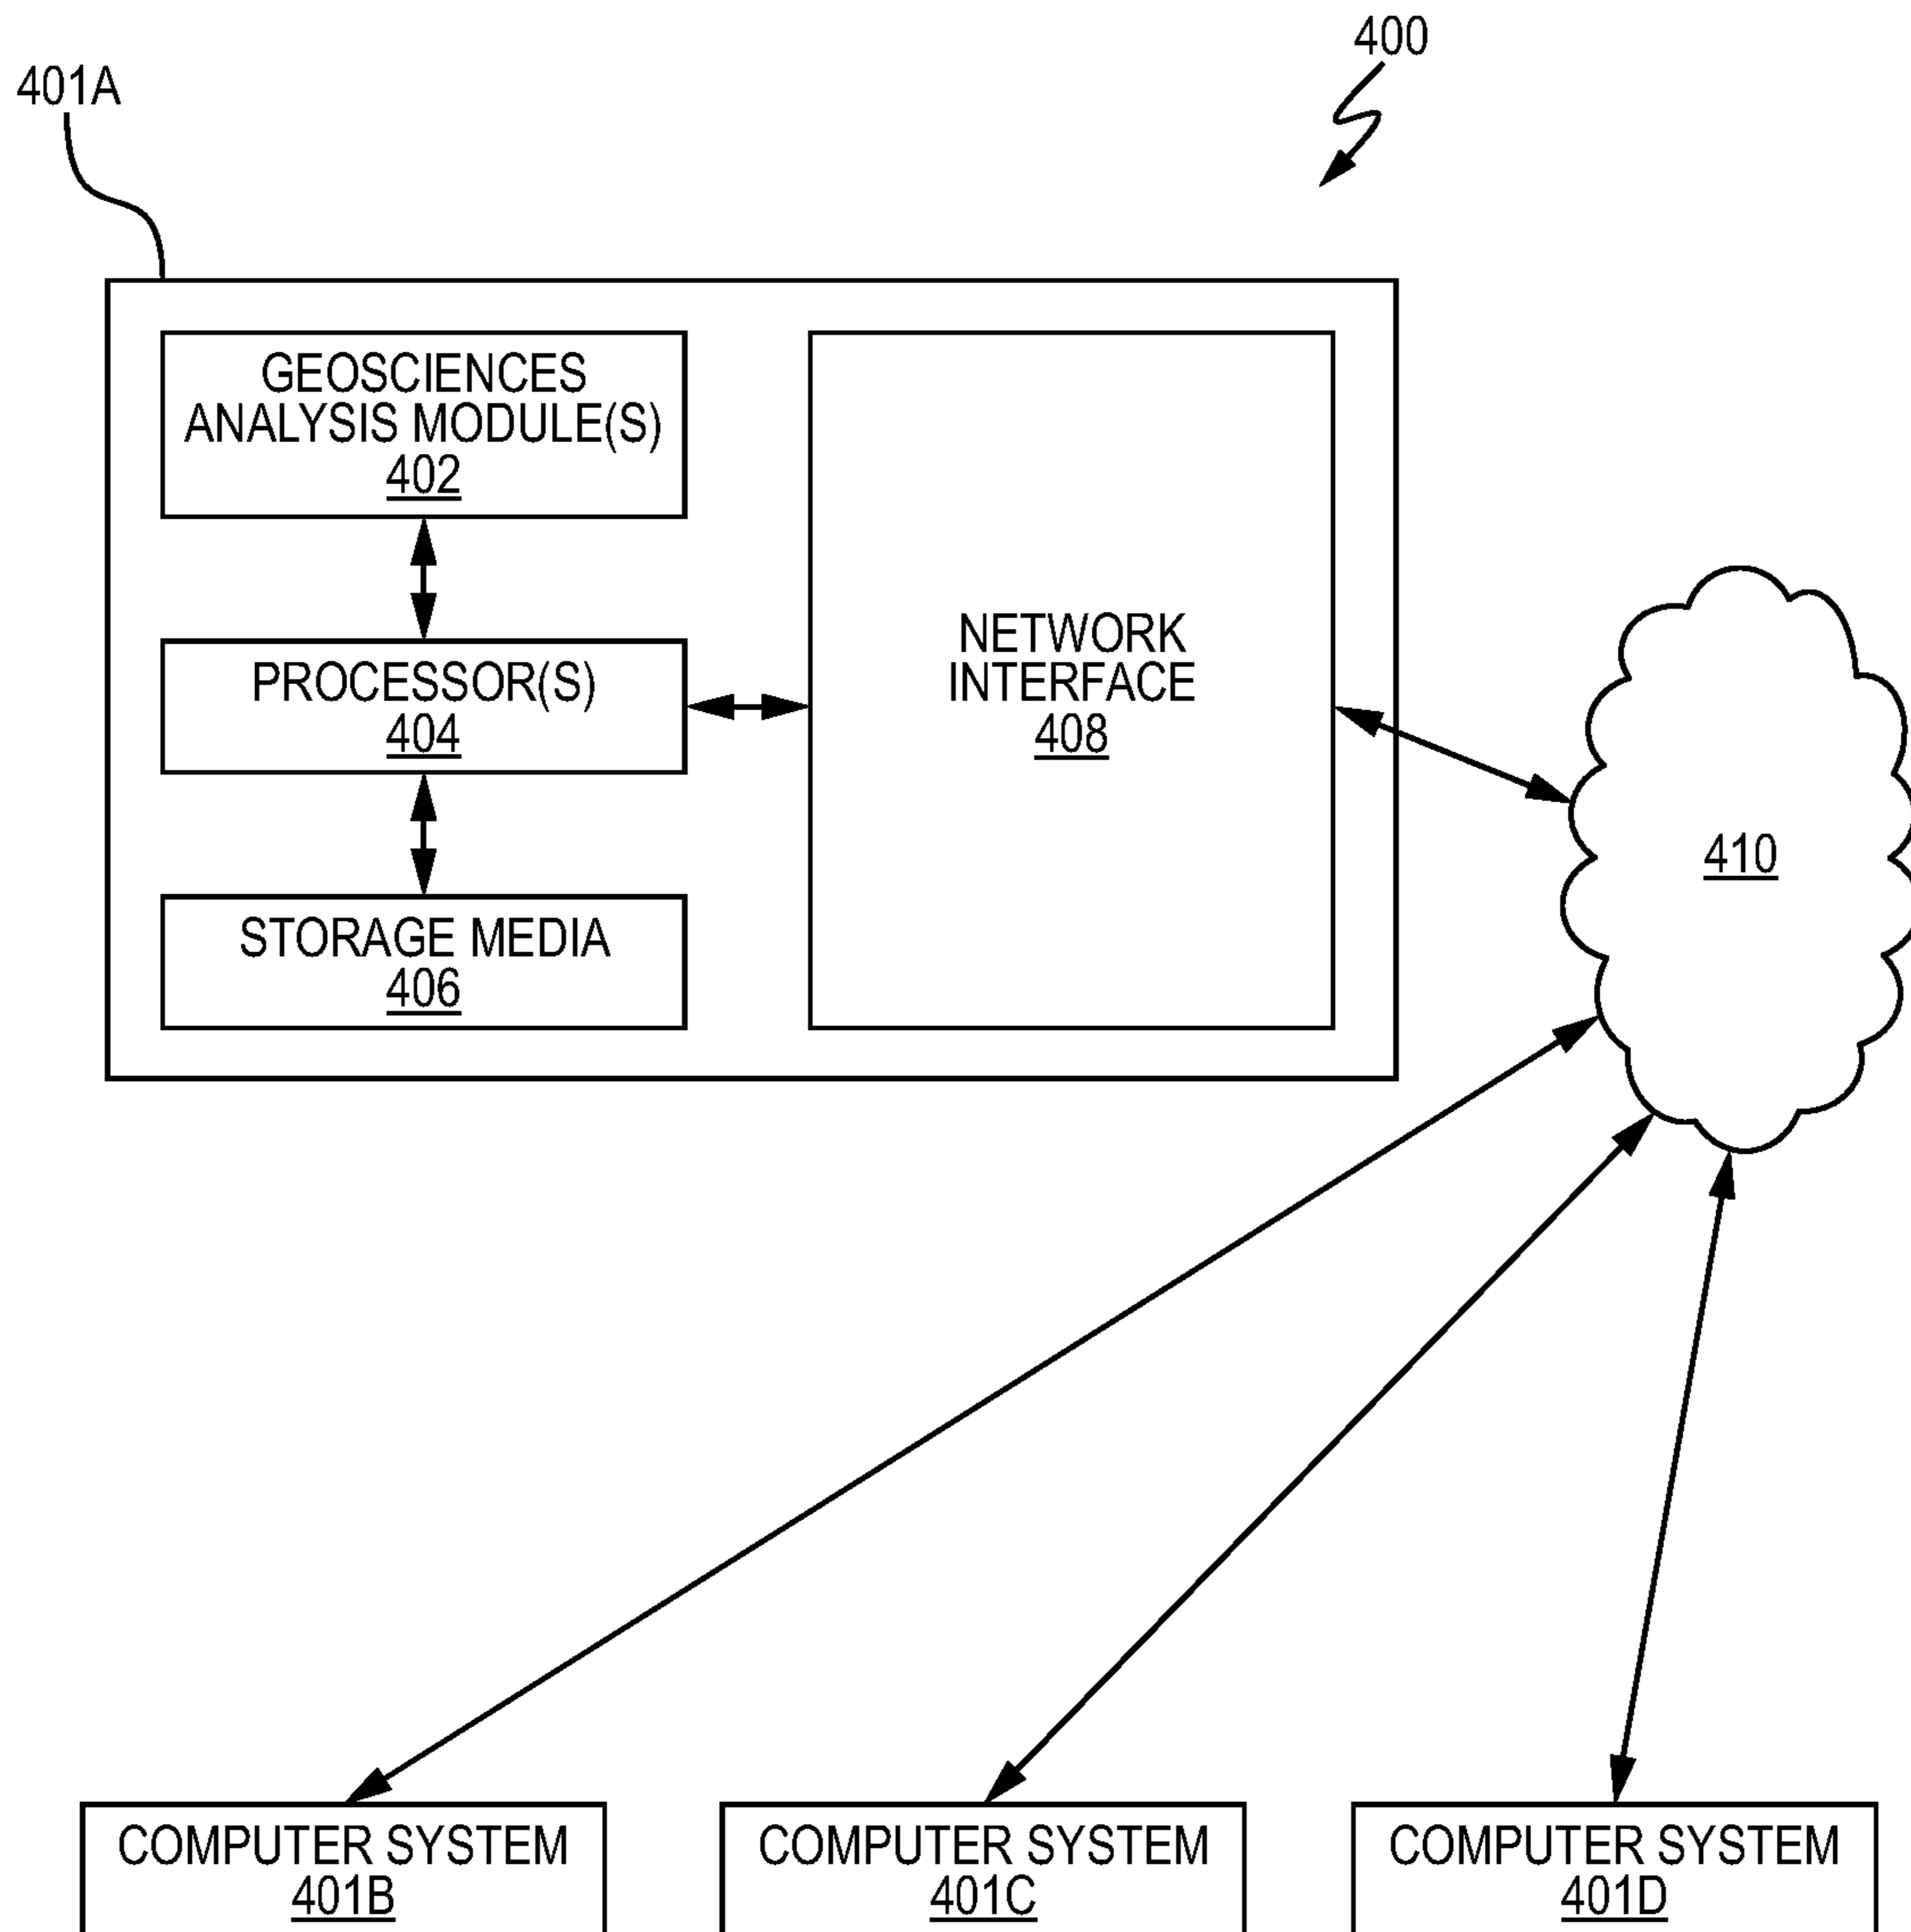 400
401A
GEOSCIENCES
ANALYSIS MODULE(S)
402
PROCESSOR(S)
404
STORAGE MEDIA
406
NETWORK
INTERFACE
408
410
COMPUTER SYSTEM
401B
COMPUTER SYSTEM
401C
COMPUTER SYSTEM
401D